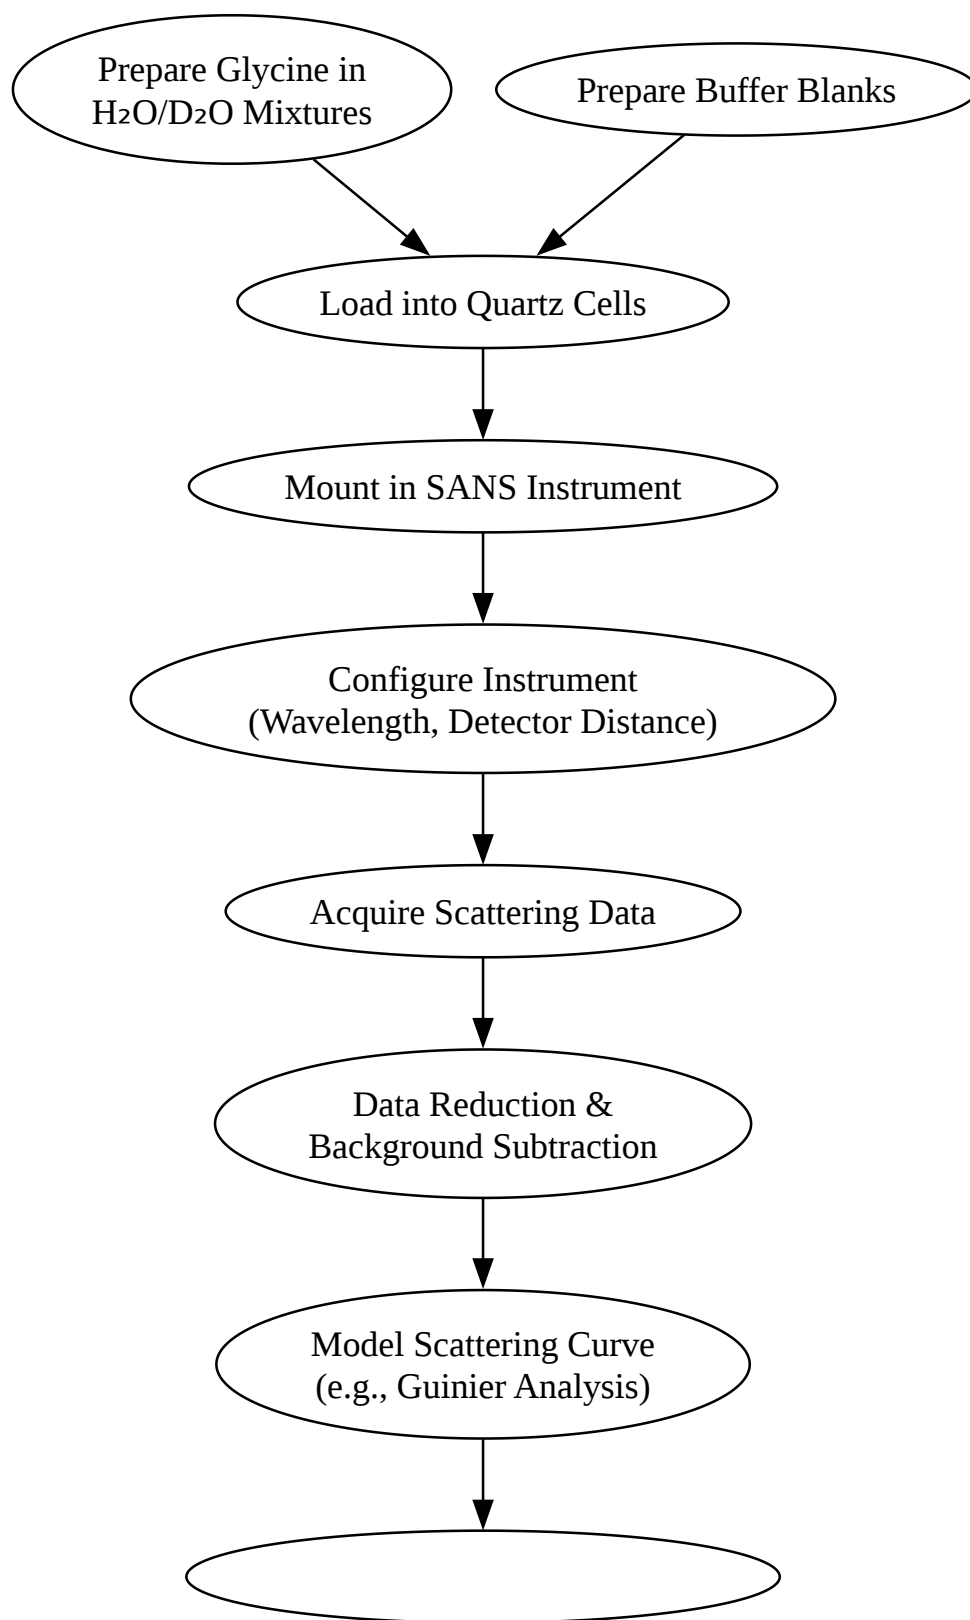 Prepare Glycine in
H₂O/D₂O Mixtures
Prepare Buffer Blanks
Load into Quartz Cells
Mount in SANS Instrument
Configure Instrument
(Wavelength, Detector Distance)
Acquire Scattering Data
Data Reduction &
Background Subtraction
Model Scattering Curve
(e.g., Guinier Analysis)